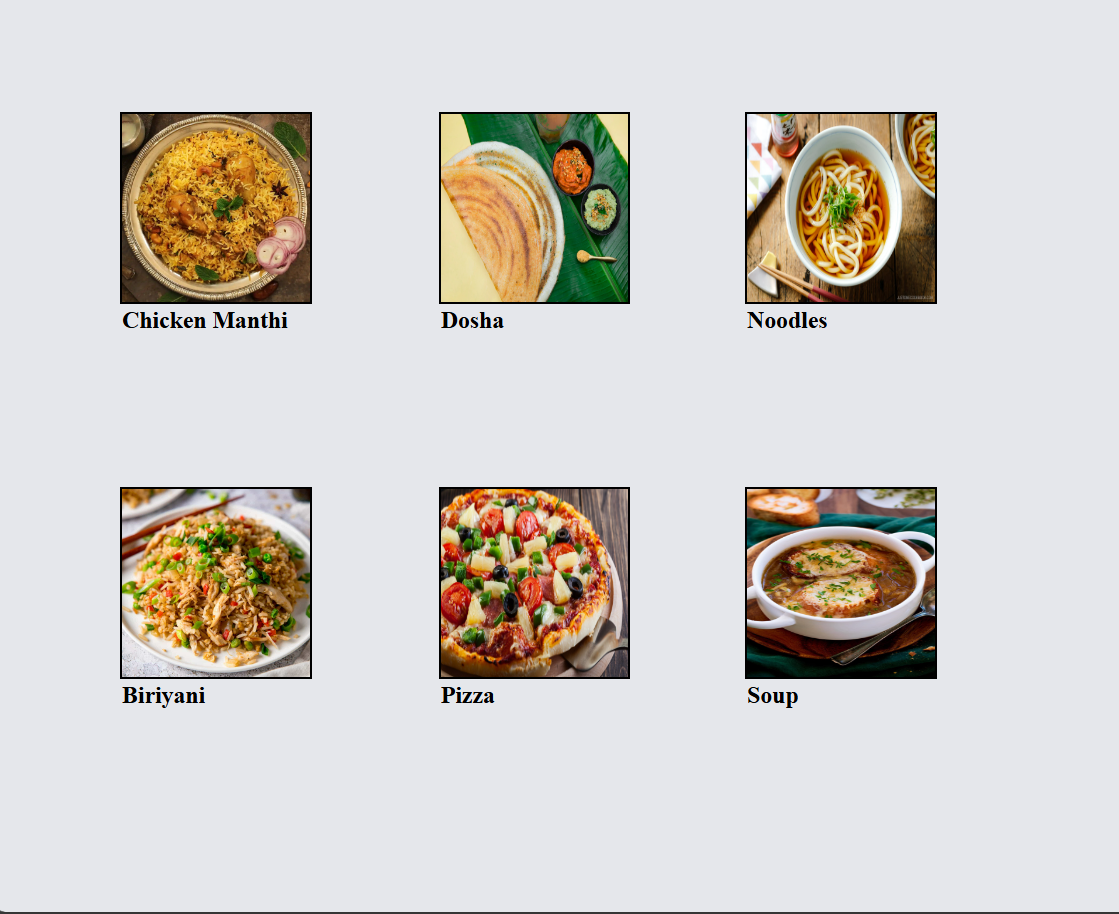 Chicken Manthi
Dosha
Noodles
Biriyani
Pizza
Soup